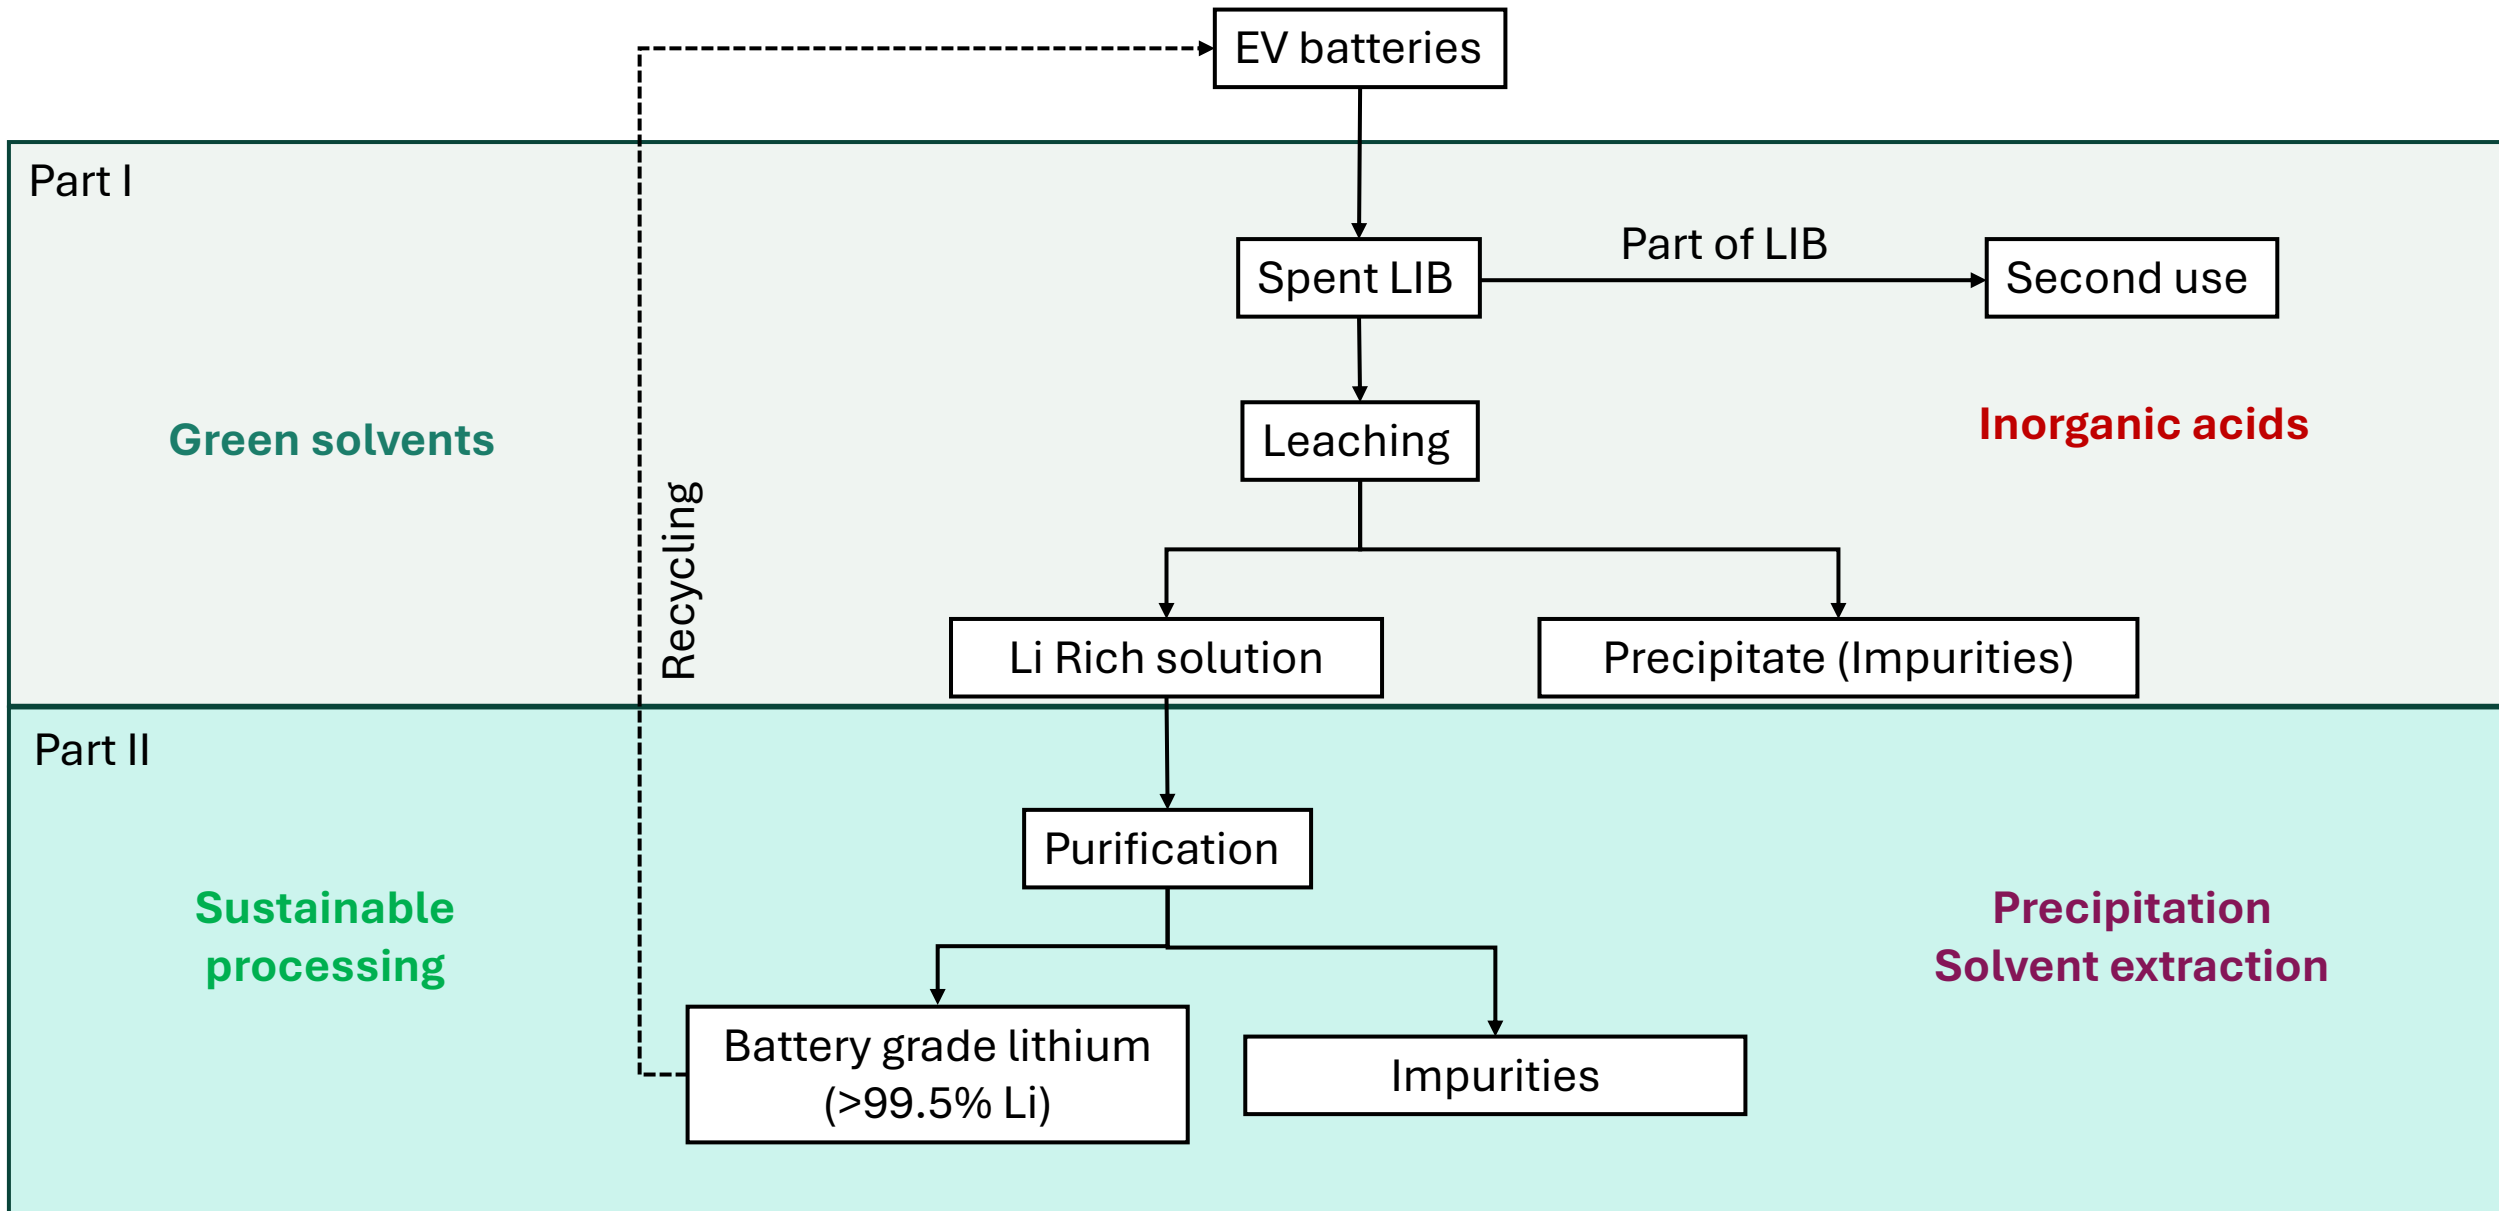 EV batteries
Part I
Part of LIB
Spent LIB
Second use
Green solvents
Leaching
Inorganic acids
Recycling
Li Rich solution
Precipitate (Impurities)
Part II
Purification
Sustainable
processing
Precipitation
Solvent extraction
Battery grade lithium
(>99.5% Li)
Impurities